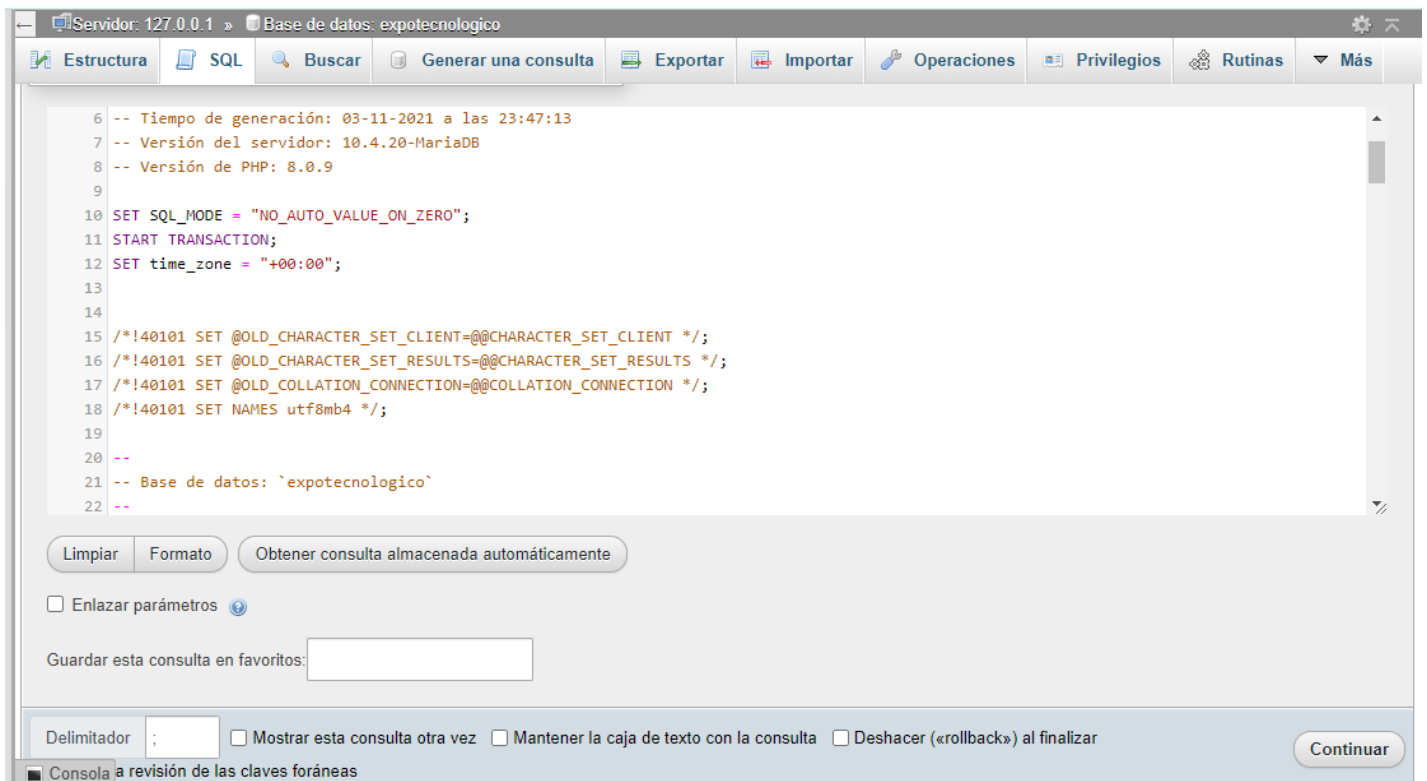 Servidor: 127.0.0.1 » Base de datos: expotecnologico
Estructura SQL Buscar Generar una consulta Exportar Importar Operaciones Privilegios Rutinas Más
6 -- Tiempo de generación: 03-11-2021 a las 23:47:13
7 -- Versión del servidor: 10.4.20-MariaDB
8 -- Versión de PHP: 8.0.9
9
10 SET SQL_MODE = "NO_AUTO_VALUE_ON_ZERO";
11 START TRANSACTION;
12 SET time_zone = "+00:00";
13
14
15 /*!40101 SET @OLD_CHARACTER_SET_CLIENT=@@CHARACTER_SET_CLIENT */;
16 /*!40101 SET @OLD_CHARACTER_SET_RESULTS=@@CHARACTER_SET_RESULTS */;
17 /*!40101 SET @OLD_COLLATION_CONNECTION=@@COLLATION_CONNECTION */;
18 /*!40101 SET NAMES utf8mb4 */;
19
20 --
21 -- Base de datos: `expotecnologico`
22 --
Limpiar Formato Obtener consulta almacenada automáticamente
Enlazar parámetros
Guardar esta consulta en favoritos:
Delimitador ; Mostrar esta consulta otra vez Mantener la caja de texto con la consulta Deshacer («rollback») al finalizar
Continuar
Consola a revisión de las claves foráneas